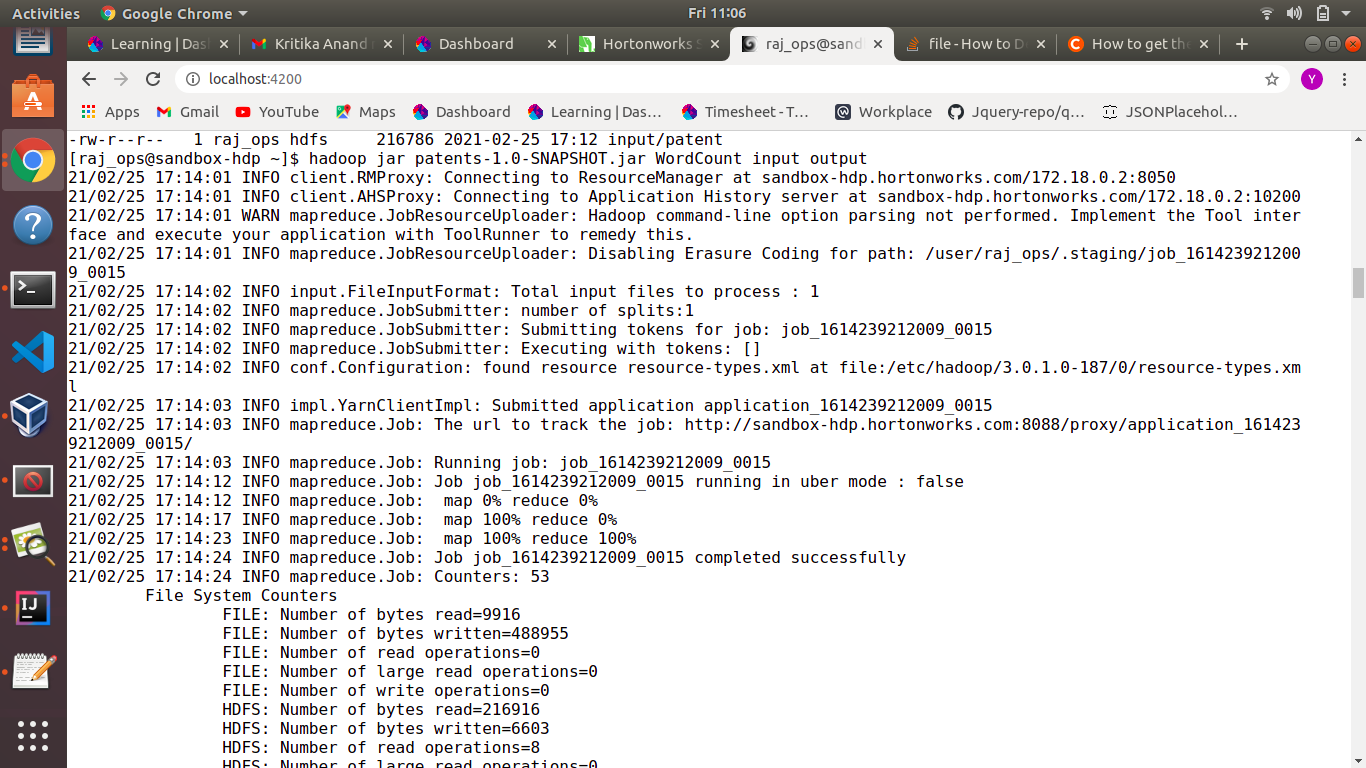 Activities Google Chrome Fri 11:06
Learning | Das Kritika Anand Dashboard Hortonworks S raj_ops@sand file - How to D How to get the
localhost:4200 Y
Apps Gmail YouTube Maps Dashboard Learning | Das… Timesheet - T… Workplace Jquery-repo/q… JSONPlacehol…
-rw-r--r--   1 raj_ops hdfs     216786 2021-02-25 17:12 input/patent
[raj_ops@sandbox-hdp ~]$ hadoop jar patents-1.0-SNAPSHOT.jar WordCount input output
21/02/25 17:14:01 INFO client.RMProxy: Connecting to ResourceManager at sandbox-hdp.hortonworks.com/172.18.0.2:8050
21/02/25 17:14:01 INFO client.AHSProxy: Connecting to Application History server at sandbox-hdp.hortonworks.com/172.18.0.2:10200
21/02/25 17:14:01 WARN mapreduce.JobResourceUploader: Hadoop command-line option parsing not performed. Implement the Tool inter
face and execute your application with ToolRunner to remedy this.
21/02/25 17:14:01 INFO mapreduce.JobResourceUploader: Disabling Erasure Coding for path: /user/raj_ops/.staging/job_161423921200
9_0015
21/02/25 17:14:02 INFO input.FileInputFormat: Total input files to process : 1
21/02/25 17:14:02 INFO mapreduce.JobSubmitter: number of splits:1
21/02/25 17:14:02 INFO mapreduce.JobSubmitter: Submitting tokens for job: job_1614239212009_0015
21/02/25 17:14:02 INFO mapreduce.JobSubmitter: Executing with tokens: []
21/02/25 17:14:02 INFO conf.Configuration: found resource resource-types.xml at file:/etc/hadoop/3.0.1.0-187/0/resource-types.xm
l
21/02/25 17:14:03 INFO impl.YarnClientImpl: Submitted application application_1614239212009_0015
21/02/25 17:14:03 INFO mapreduce.Job: The url to track the job: http://sandbox-hdp.hortonworks.com:8088/proxy/application_161423
9212009_0015/
21/02/25 17:14:03 INFO mapreduce.Job: Running job: job_1614239212009_0015
21/02/25 17:14:12 INFO mapreduce.Job: Job job_1614239212009_0015 running in uber mode : false
21/02/25 17:14:12 INFO mapreduce.Job:  map 0% reduce 0%
21/02/25 17:14:17 INFO mapreduce.Job:  map 100% reduce 0%
21/02/25 17:14:23 INFO mapreduce.Job:  map 100% reduce 100%
21/02/25 17:14:24 INFO mapreduce.Job: Job job_1614239212009_0015 completed successfully
21/02/25 17:14:24 INFO mapreduce.Job: Counters: 53
File System Counters
FILE: Number of bytes read=9916
FILE: Number of bytes written=488955
FILE: Number of read operations=0
FILE: Number of large read operations=0
FILE: Number of write operations=0
HDFS: Number of bytes read=216916
HDFS: Number of bytes written=6603
HDFS: Number of read operations=8
HDFS: Number of large read operations=0